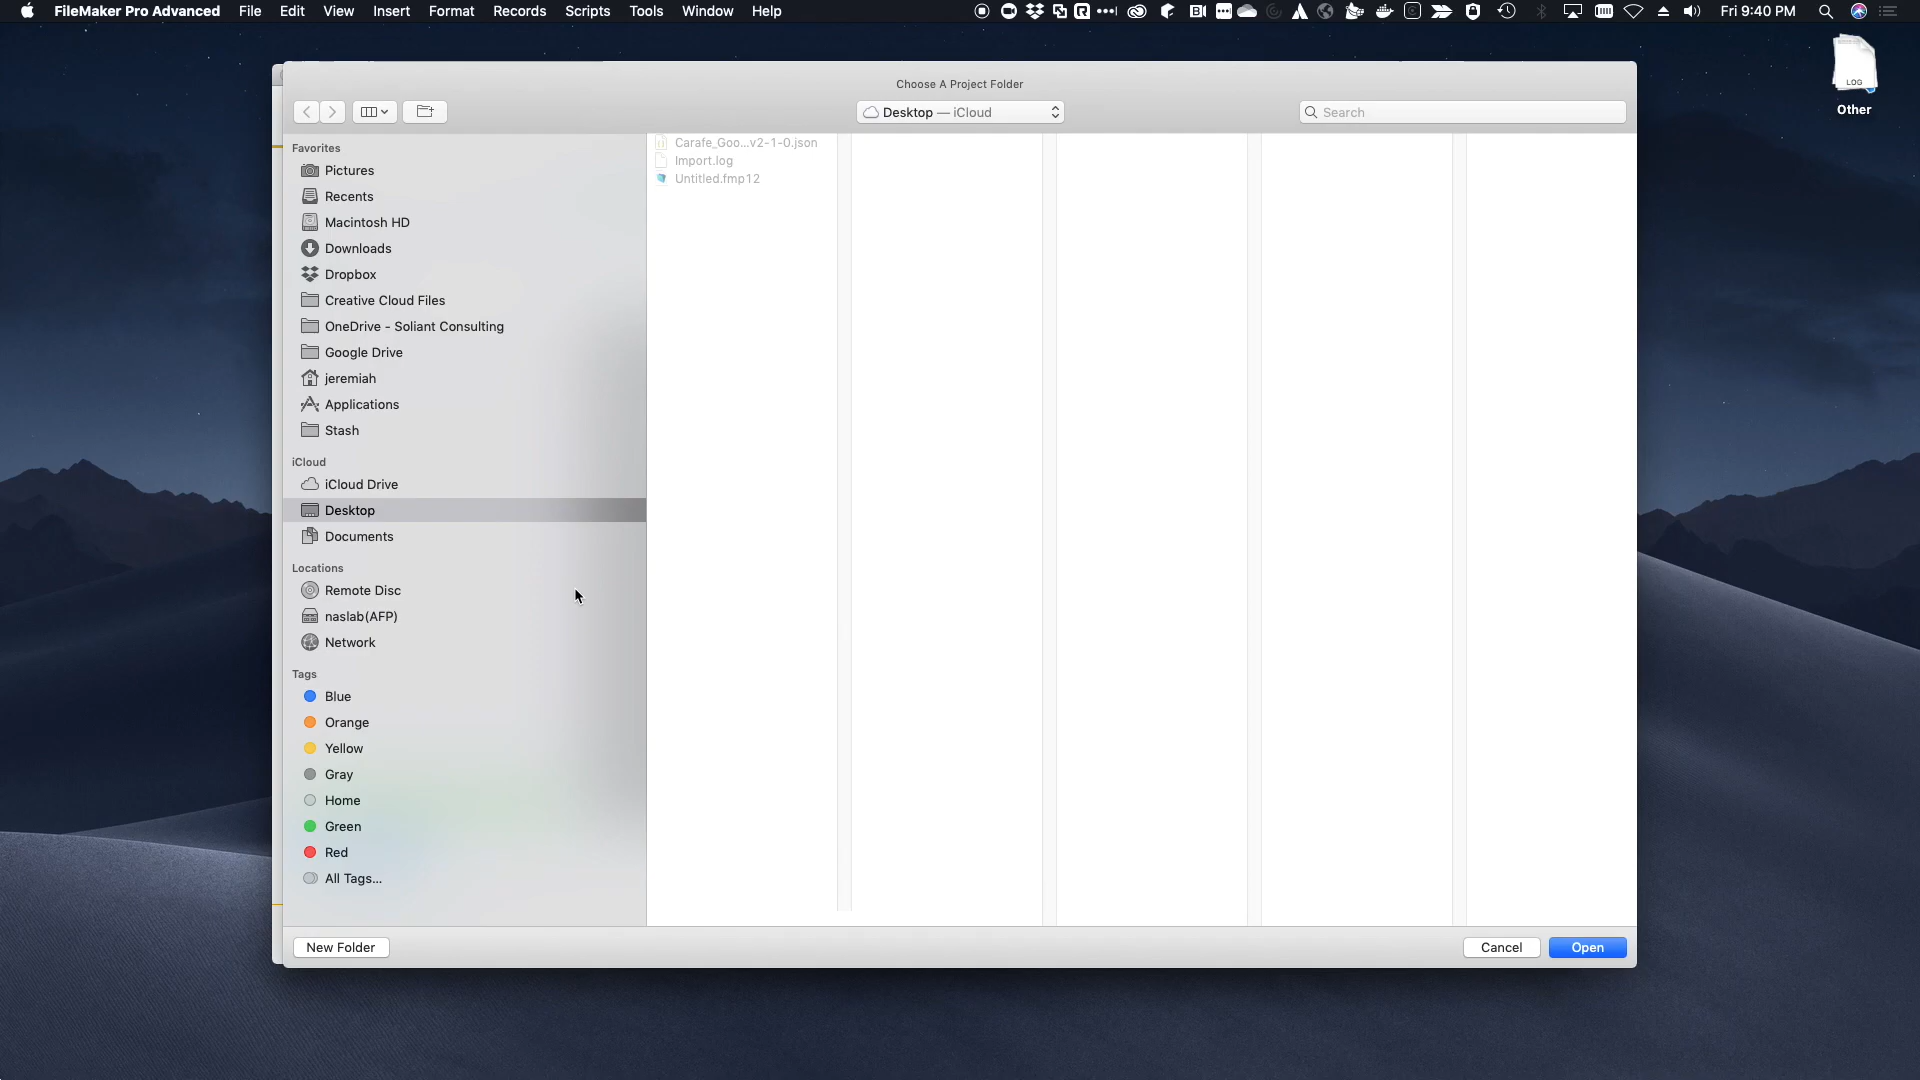 FileMaker Pro Advanced File Edit View Insert Format Records Scripts Tools Window Help
Fri 9:40 PM
LOG
Other
Choose A Project Folder
Desktop — iCloud
Search
Favorites
Pictures
Recents
Macintosh HD
Downloads
Dropbox
Creative Cloud Files
OneDrive - Soliant Consulting
Google Drive
jeremiah
Applications
Stash
iCloud
iCloud Drive
Desktop
Documents
Locations
Remote Disc
naslab(AFP)
Network
Tags
Blue
Orange
Yellow
Gray
Home
Green
Red
All Tags...
Carafe_Goo...v2-1-0.json
Import.log
Untitled.fmp12
New Folder
Cancel
Open